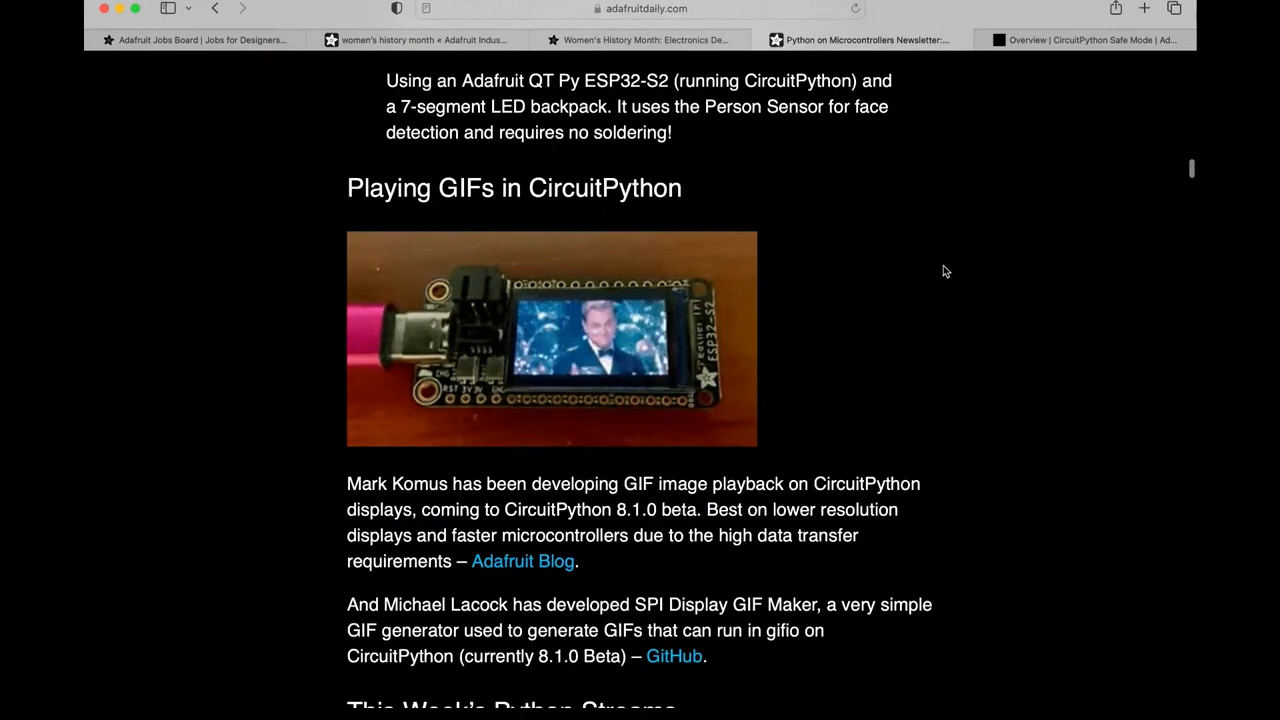 adafruitdaily.com
Adafruit Jobs Board | Jobs for Designers...
women's history month « Adafruit Indus...
Women's History Month: Electronics De...
Python on Microcontrollers Newsletter:...
Overview | CircuitPython Safe Mode | Ad...
Using an Adafruit QT Py ESP32-S2 (running CircuitPython) and
a 7-segment LED backpack. It uses the Person Sensor for face
detection and requires no soldering!
Playing GIFs in CircuitPython
ESP32-S2
RST 3V 3V
Mark Komus has been developing GIF image playback on CircuitPython
displays, coming to CircuitPython 8.1.0 beta. Best on lower resolution
displays and faster microcontrollers due to the high data transfer
requirements – Adafruit Blog.
And Michael Lacock has developed SPI Display GIF Maker, a very simple
GIF generator used to generate GIFs that can run in gifio on
CircuitPython (currently 8.1.0 Beta) – GitHub.
This Week's Python Streams